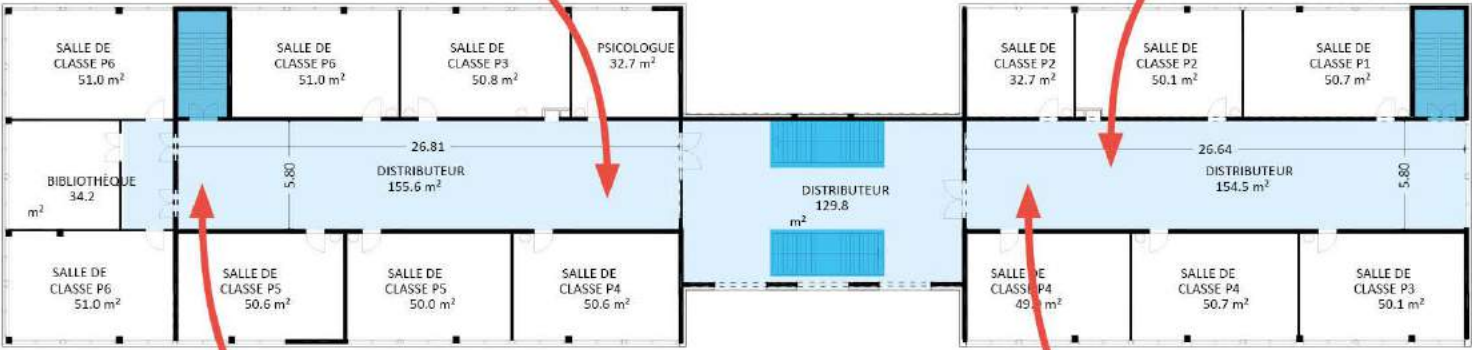 SALLE DE
CLASSE P6
51.0 m²
SALLE DE
CLASSE P6
51.0 m²
SALLE DE
CLASSE P3
50.8 m²
PSICOLOGUE
32.7 m²
SALLE DE
CLASSE P2
32.7 m²
SALLE DE
CLASSE P2
50.1 m²
SALLE DE
CLASSE P1
50.7 m²
BIBLIOTHÈQUE
34.2
m²
26.81
5.80
DISTRIBUTEUR
155.6 m²
DISTRIBUTEUR
129.8
m²
26.64
DISTRIBUTEUR
154.5 m²
5.80
SALLE DE
CLASSE P6
51.0 m²
SALLE DE
CLASSE P5
50.6 m²
SALLE DE
CLASSE P5
50.0 m²
SALLE DE
CLASSE P4
50.6 m²
SALLE DE
CLASSE P4
m²
SALLE DE
CLASSE P4
50.7 m²
SALLE DE
CLASSE P3
50.1 m²